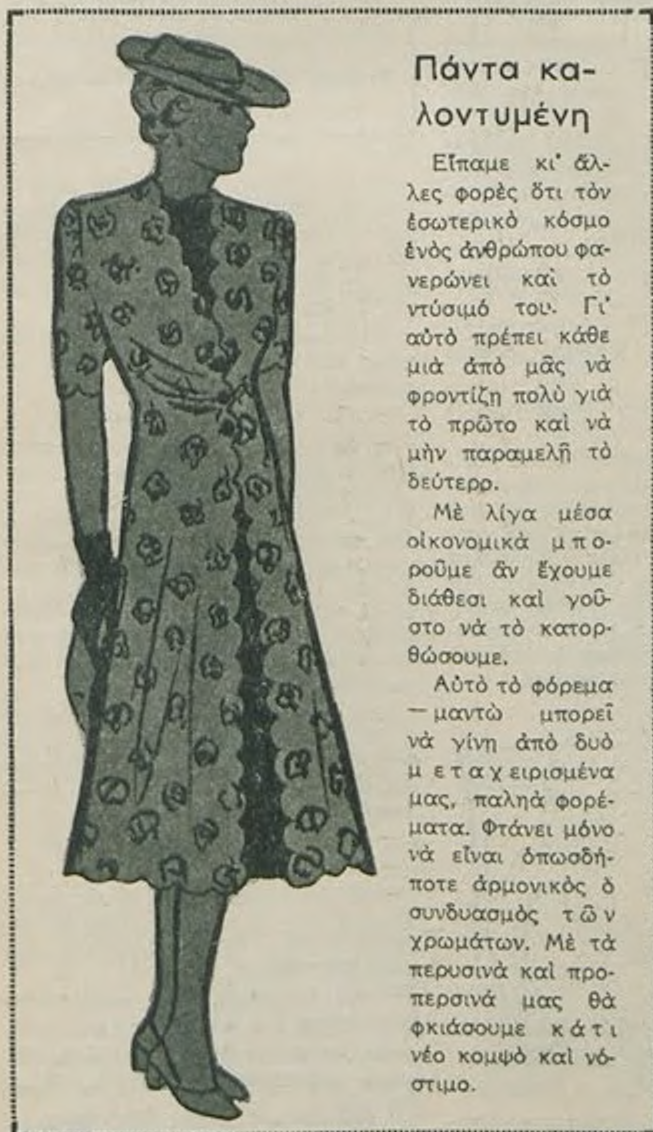 Πάντα κα-
λοντυμένη
Εἴπαμε κι' ἄλ-
λες φορὲς ὅτι τὸν
ἐσωτερικὸ κόσμο
ἑνὸς ἀνθρώπου φα-
νερώνει καὶ τὸ
ντύσιμό του. Γι'
αὐτὸ πρέπει κάθε
μιὰ ἀπὸ μᾶς νὰ
φροντίζη πολὺ γιὰ
τὸ πρῶτο καὶ νὰ
μὴν παραμελῆ τὸ
δεύτερο.
Μὲ λίγα μέσα
οἰκονομικὰ μπο-
ροῦμε ἂν ἔχουμε
διάθεσι καὶ γοῦ-
στο νὰ τὸ κατορ-
θώσουμε.
Αὐτὸ τὸ φόρεμα
—μαντὼ μπορεῖ
νὰ γίνη ἀπὸ δυὸ
μεταχειρισμένα
μας, παληὰ φορέ-
ματα. Φτάνει μόνο
νὰ εἶναι ὁπωσδή-
ποτε ἁρμονικὸς ὁ
συνδυασμὸς τῶν
χρωμάτων. Μὲ τὰ
περυσινὰ καὶ προ-
περσινά μας θὰ
φκιάσουμε κάτι
νέο κομψὸ καὶ νό-
στιμο.